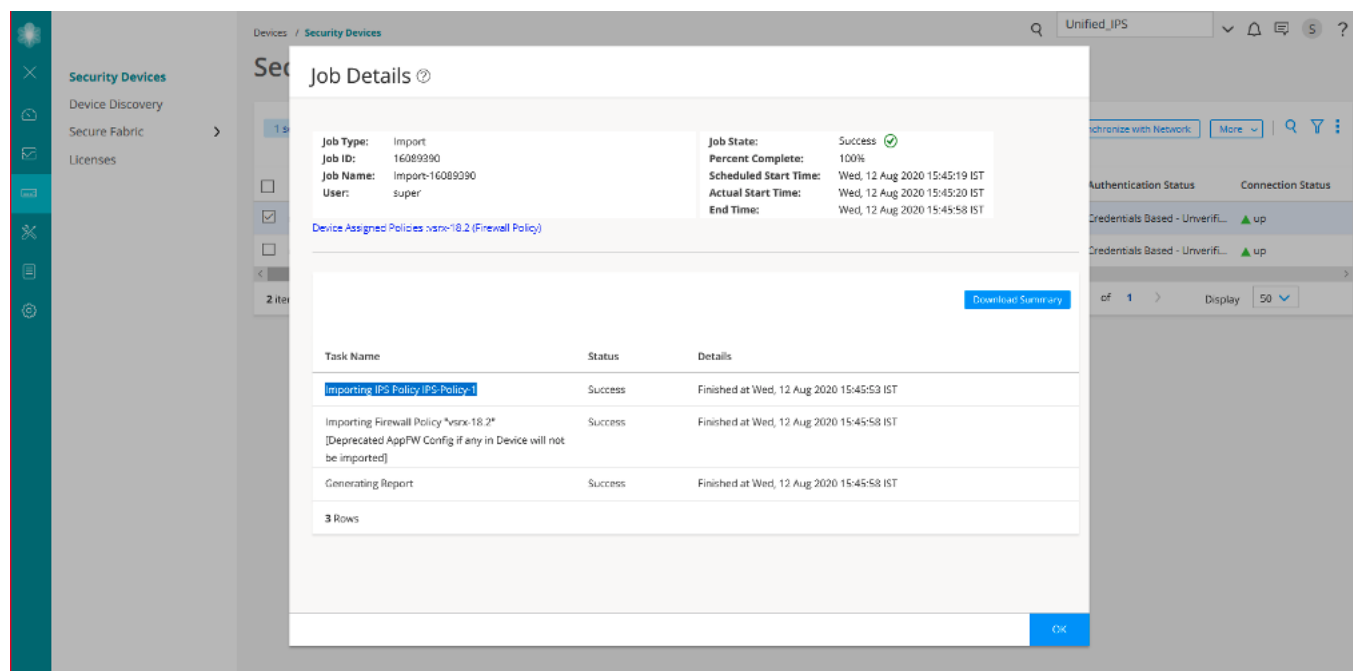 Devices / Security Devices
Unified_IPS
S
?
Security Devices
Device Discovery
Secure Fabric
Licenses
Job Details
Job Type: Import
Job ID: 16089390
Job Name: Import-16089390
User: super
Job State: Success
Percent Complete: 100%
Scheduled Start Time: Wed, 12 Aug 2020 15:45:19 IST
Actual Start Time: Wed, 12 Aug 2020 15:45:20 IST
End Time: Wed, 12 Aug 2020 15:45:58 IST
Device Assigned Policies :vsrx-18.2 (Firewall Policy)
Download Summary
Task Name Status Details
Importing IPS Policy IPS-Policy-1 Success Finished at Wed, 12 Aug 2020 15:45:53 IST
Importing Firewall Policy "vsrx-18.2" Success Finished at Wed, 12 Aug 2020 15:45:58 IST
[Deprecated AppFW Config if any in Device will not
be imported]
Generating Report Success Finished at Wed, 12 Aug 2020 15:45:58 IST
3 Rows
OK
Sec
1 s
nchronize with Network More
Authentication Status Connection Status
Credentials Based - Unverifi... up
Credentials Based - Unverifi... up
2 ite
of 1 Display 50